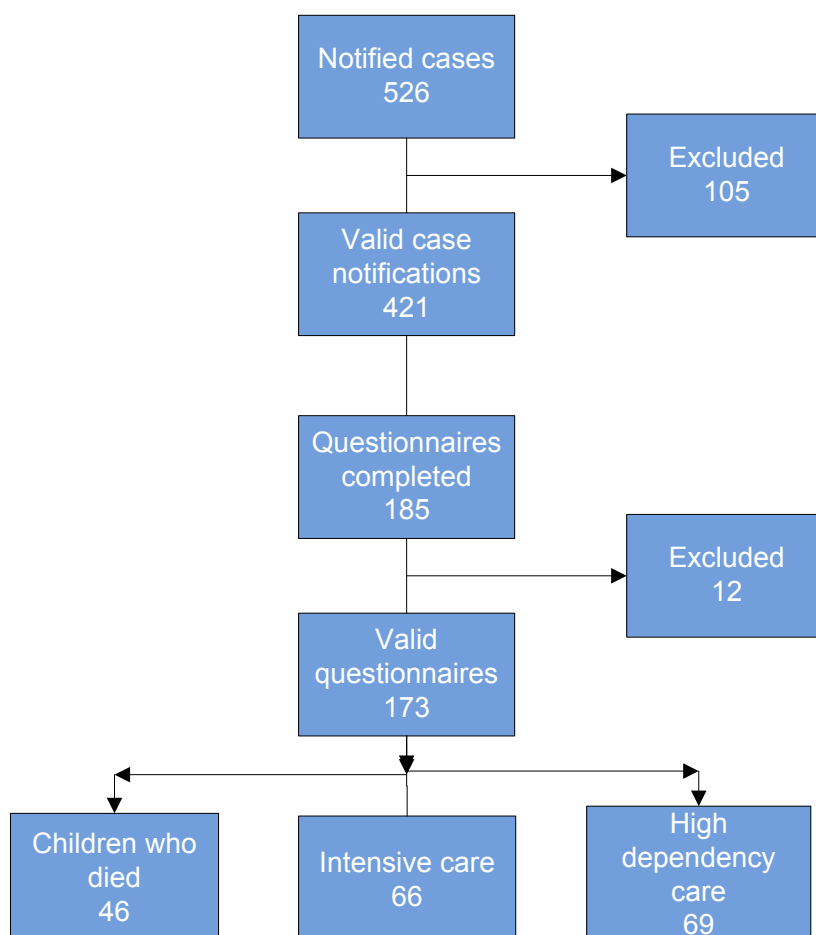 Notified cases
526
Excluded
105
Valid case
notifications
421
Questionnaires
completed
185
Excluded
12
Valid
questionnaires
173
Children who
died
46
Intensive care
66
High
dependency
care
69